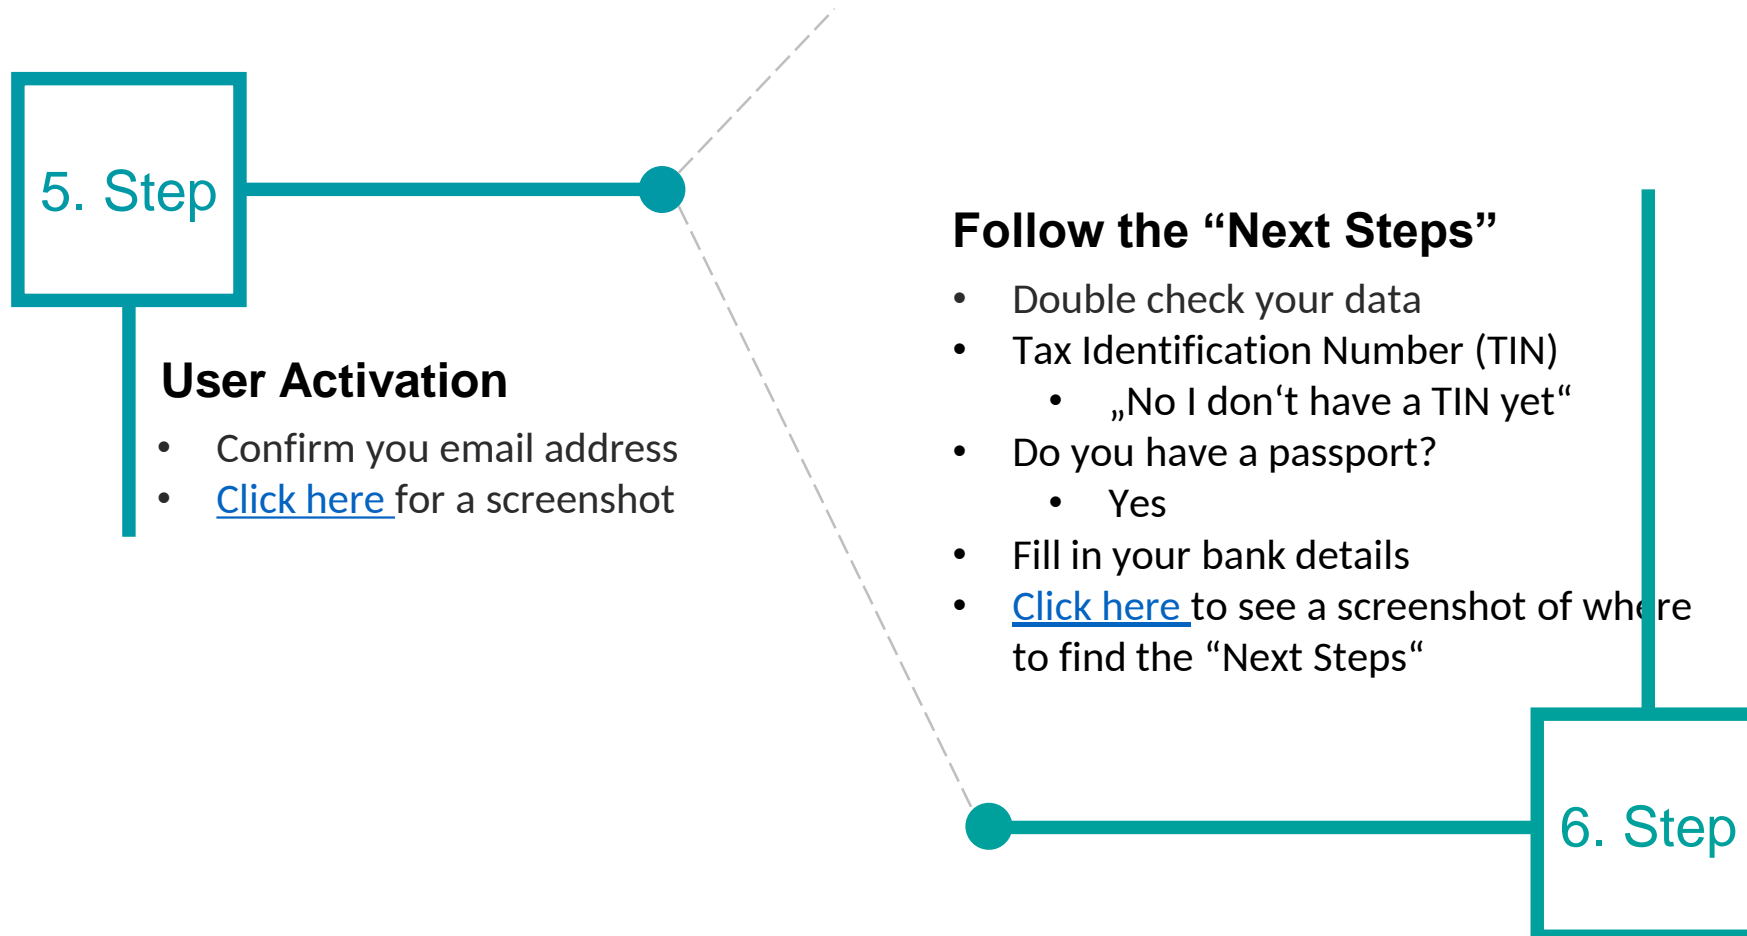 5. Step
User Activation
• Confirm you email address
• Click here for a screenshot
Follow the “Next Steps”
• Double check your data
• Tax Identification Number (TIN)
• „No I don‘t have a TIN yet“
• Do you have a passport?
• Yes
• Fill in your bank details
• Click here to see a screenshot of where
to find the “Next Steps“
6. Step